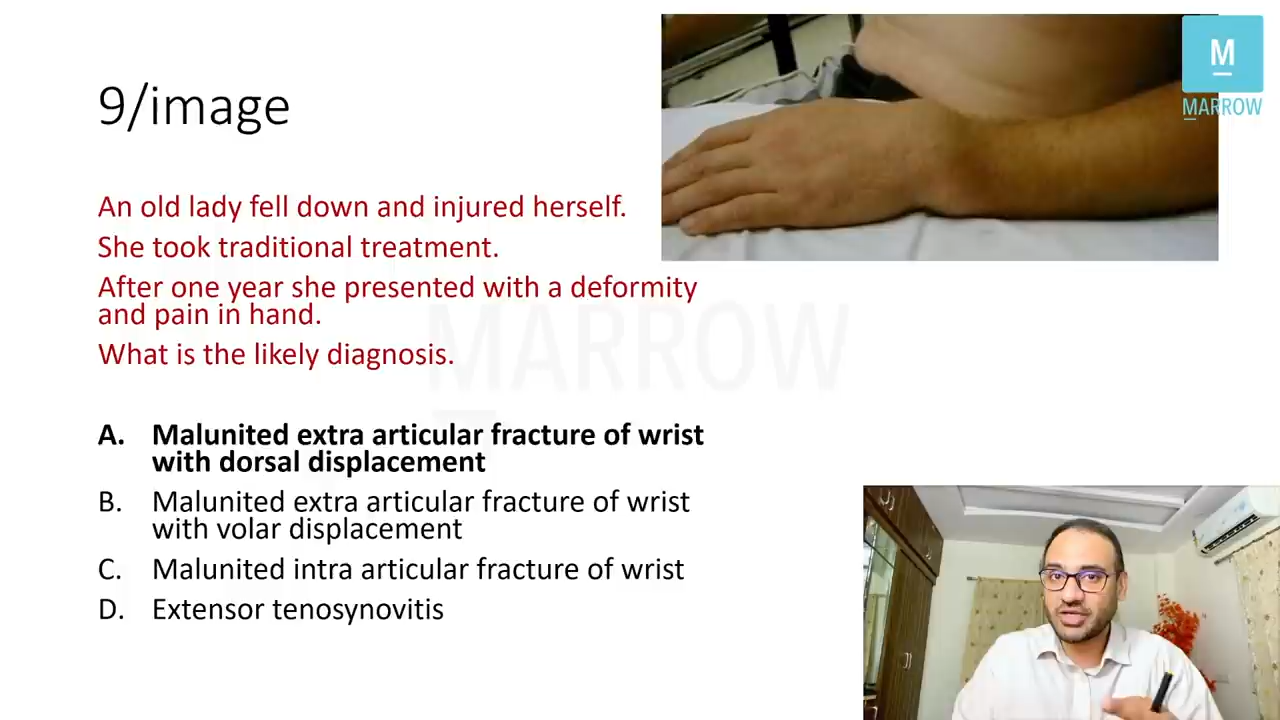 M
MARROW
9/image
An old lady fell down and injured herself.
She took traditional treatment.
After one year she presented with a deformity
and pain in hand.
What is the likely diagnosis.
MARROW
A. Malunited extra articular fracture of wrist
with dorsal displacement
B. Malunited extra articular fracture of wrist
with volar displacement
C. Malunited intra articular fracture of wrist
D. Extensor tenosynovitis